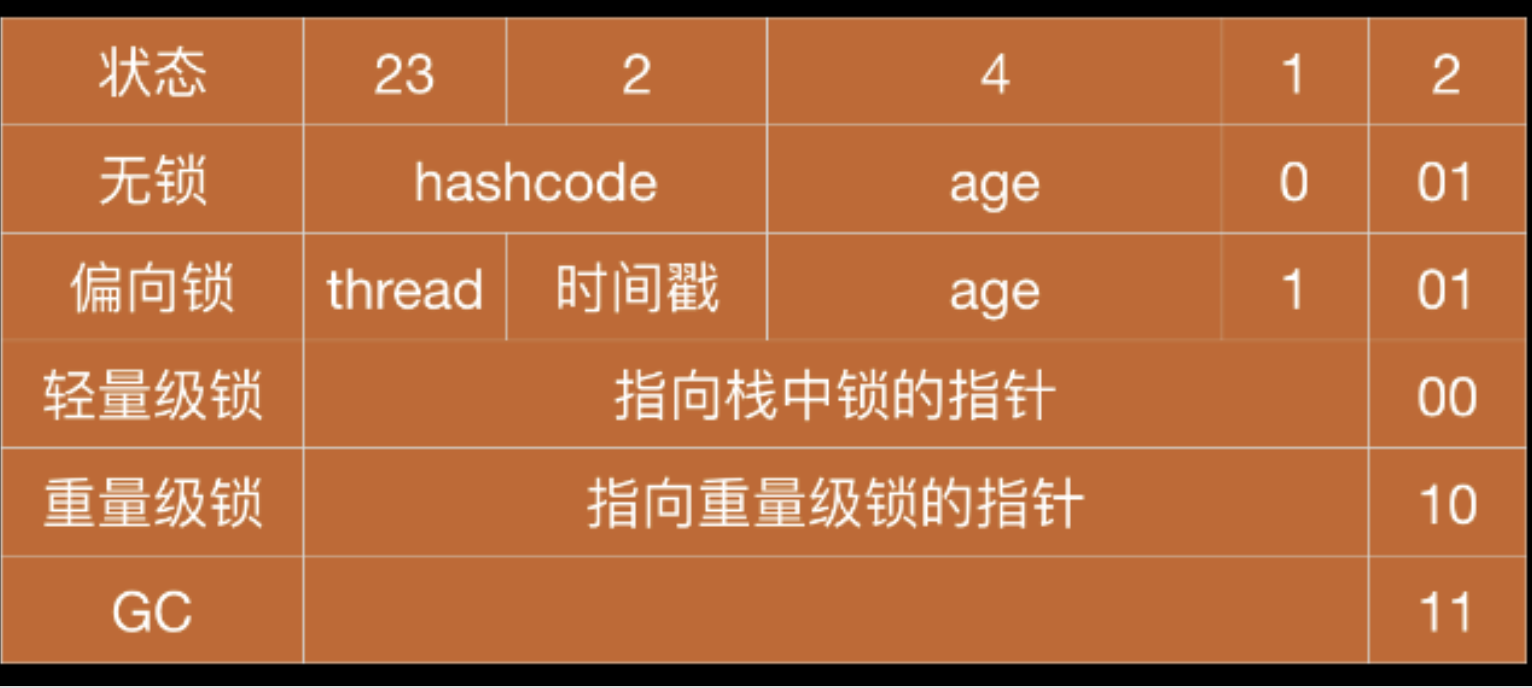 状态 23 2 4 1 2
无锁 hashcode age 0 01
偏向锁 thread 时间戳 age 1 01
轻量级锁 指向栈中锁的指针 00
重量级锁 指向重量级锁的指针 10
GC 11